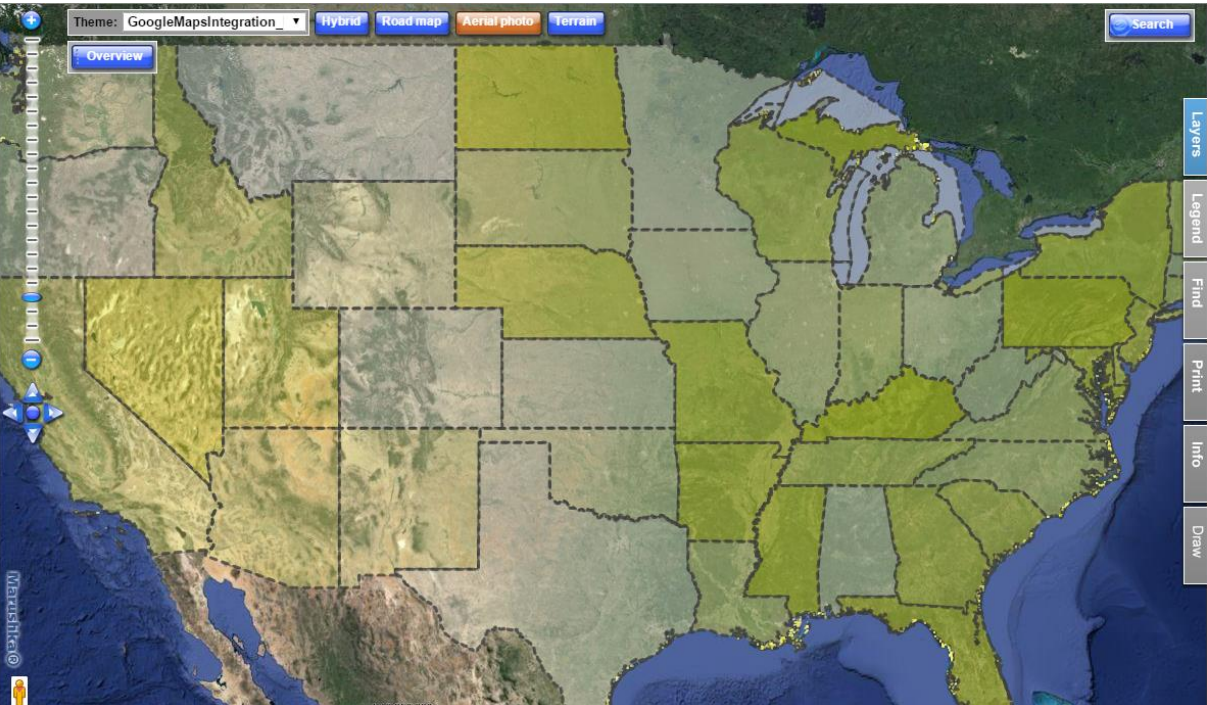 Theme: GoogleMapsIntegration_
Hybrid
Road map
Aerial photo
Terrain
Search
Overview
Layers
Legend
Find
Print
Info
Draw
Marushka®